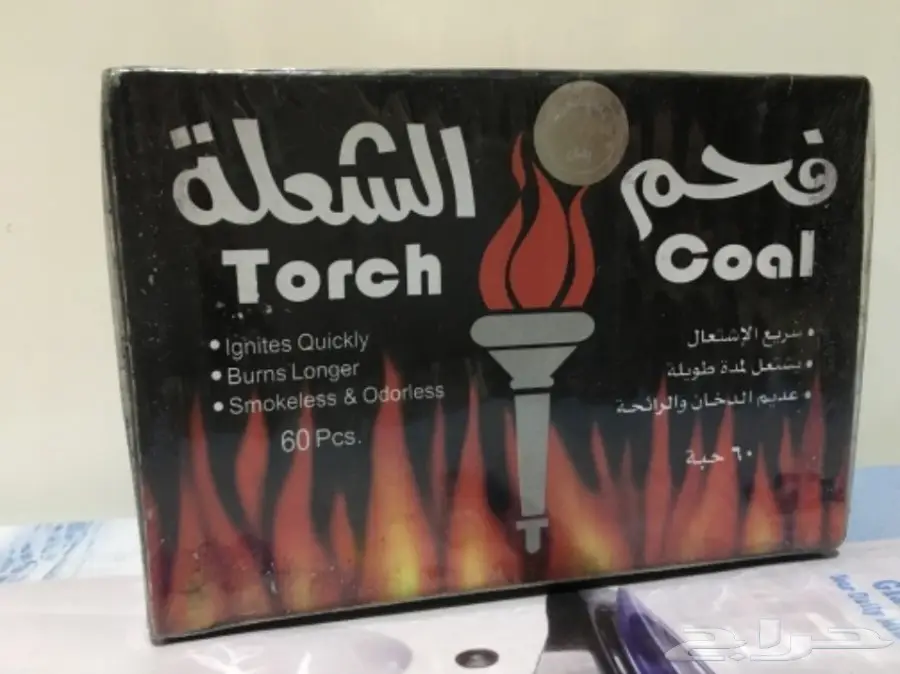 فحم الشعلة
Torch Coal
• Ignites Quickly
• Burns Longer
• Smokeless & Odorless
60 Pcs.
• سريع الإشتعال
• يشتعل لمدة طويلة
• عديم الدخان والرائحة
٦٠ حبة
حراج